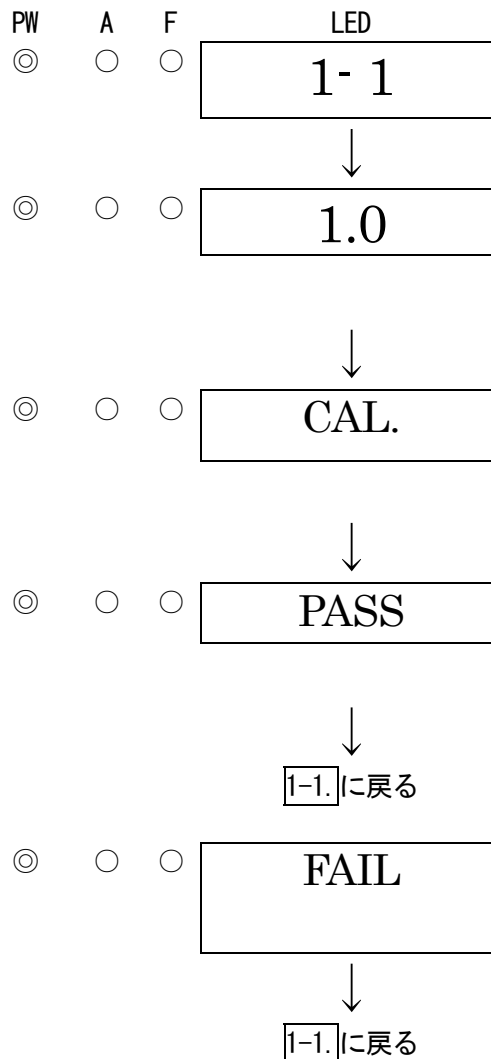 PW A F LED
◎ ○ ○ 1- 1
↓
◎ ○ ○ 1.0
↓
◎ ○ ○ CAL.
↓
◎ ○ ○ PASS
↓
1-1.に戻る
◎ ○ ○ FAIL
↓
1-1.に戻る